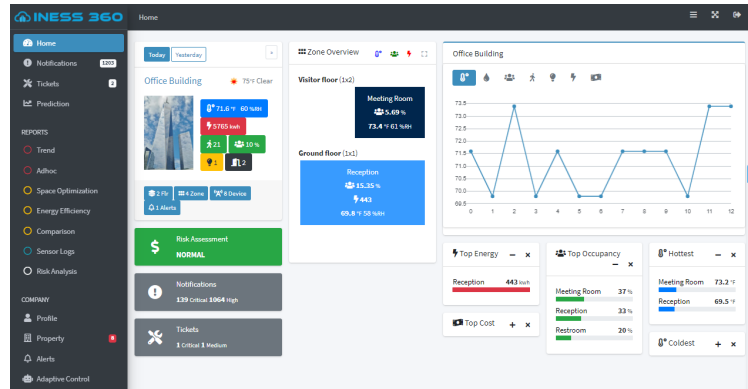 INESS 360
Home
Home
Notifications 1203
Tickets 2
Prediction
REPORTS
Trend
Adhoc
Space Optimization
Energy Efficiency
Comparison
Sensor Logs
Risk Analysis
COMPANY
Profile
Property
Alerts
Adaptive Control
Today Yesterday +
Office Building 75°F Clear
71.6 °F 60 %RH
5765 kwh
21 10 %
1 2
2 Flr 4 Zone 8 Device
1 Alerts
Risk Assessment
NORMAL
Notifications
139 Critical 1064 High
Tickets
1 Critical 1 Medium
Zone Overview
Visitor floor (1x2)
Meeting Room
5.69 %
73.4 °F 61 %RH
Ground floor (1x1)
Reception
15.35 %
443
69.8 °F 58 %RH
Office Building
73.5
73.0
72.5
72.0
71.5
71.0
70.5
70.0
69.5
0 1 2 3 4 5 6 7 8 9 10 11 12
Top Energy
Reception 443 kwh
Top Cost
Top Occupancy
Meeting Room 37 %
Reception 33 %
Restroom 20 %
Hottest
Meeting Room 73.2 °F
Reception 69.5 °F
Coldest